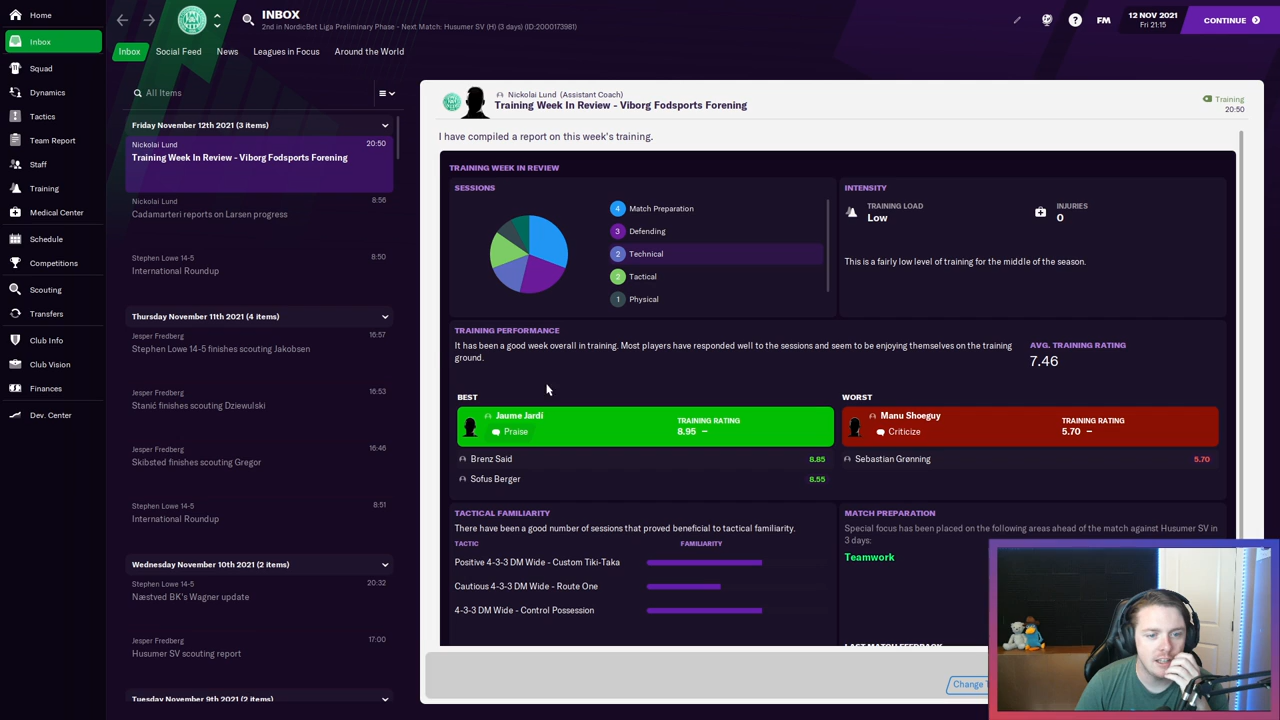 INBOX
2nd in NordicBet Liga Preliminary Phase - Next Match: Husumer SV (H) (3 days) (ID:2000173981)
FM
12 NOV 2021
Fri 21:15
CONTINUE
Home
Inbox
Squad
Dynamics
Tactics
Team Report
Staff
Training
Medical Center
Schedule
Competitions
Scouting
Transfers
Club Info
Club Vision
Finances
Dev. Center
Inbox Social Feed News Leagues in Focus Around the World
All Items
Friday November 12th 2021 (3 items)
Nickolai Lund 20:50
Training Week In Review - Viborg Fodsports Forening
Nickolai Lund 8:56
Cadamarteri reports on Larsen progress
Stephen Lowe 14-5 8:50
International Roundup
Thursday November 11th 2021 (4 items)
Jesper Fredberg 16:57
Stephen Lowe 14-5 finishes scouting Jakobsen
Jesper Fredberg 16:53
Stanić finishes scouting Dziewulski
Jesper Fredberg 16:46
Skibsted finishes scouting Gregor
Stephen Lowe 14-5 8:51
International Roundup
Wednesday November 10th 2021 (2 items)
Stephen Lowe 14-5 20:32
Næstved BK's Wagner update
Jesper Fredberg 17:00
Husumer SV scouting report
Tuesday November 9th 2021 (2 items)
Nickolai Lund (Assistant Coach)
Training Week In Review - Viborg Fodsports Forening
Training
20:50
I have compiled a report on this week's training.
TRAINING WEEK IN REVIEW
SESSIONS
4 Match Preparation
3 Defending
2 Technical
2 Tactical
1 Physical
INTENSITY
TRAINING LOAD
Low
INJURIES
0
This is a fairly low level of training for the middle of the season.
TRAINING PERFORMANCE
It has been a good week overall in training. Most players have responded well to the sessions and seem to be enjoying themselves on the training
ground.
AVG. TRAINING RATING
7.46
BEST
Jaume Jardí
Praise
TRAINING RATING
8.95 –
Brenz Said 8.85
Sofus Berger 8.55
WORST
Manu Shoeguy
Criticize
TRAINING RATING
5.70 –
Sebastian Grønning 5.70
TACTICAL FAMILIARITY
There have been a good number of sessions that proved beneficial to tactical familiarity.
TACTIC FAMILIARITY
Positive 4-3-3 DM Wide - Custom Tiki-Taka
Cautious 4-3-3 DM Wide - Route One
4-3-3 DM Wide - Control Possession
MATCH PREPARATION
Special focus has been placed on the following areas ahead of the match against Husumer SV in
3 days:
Teamwork
LAST MATCH FEEDBACK
Change T